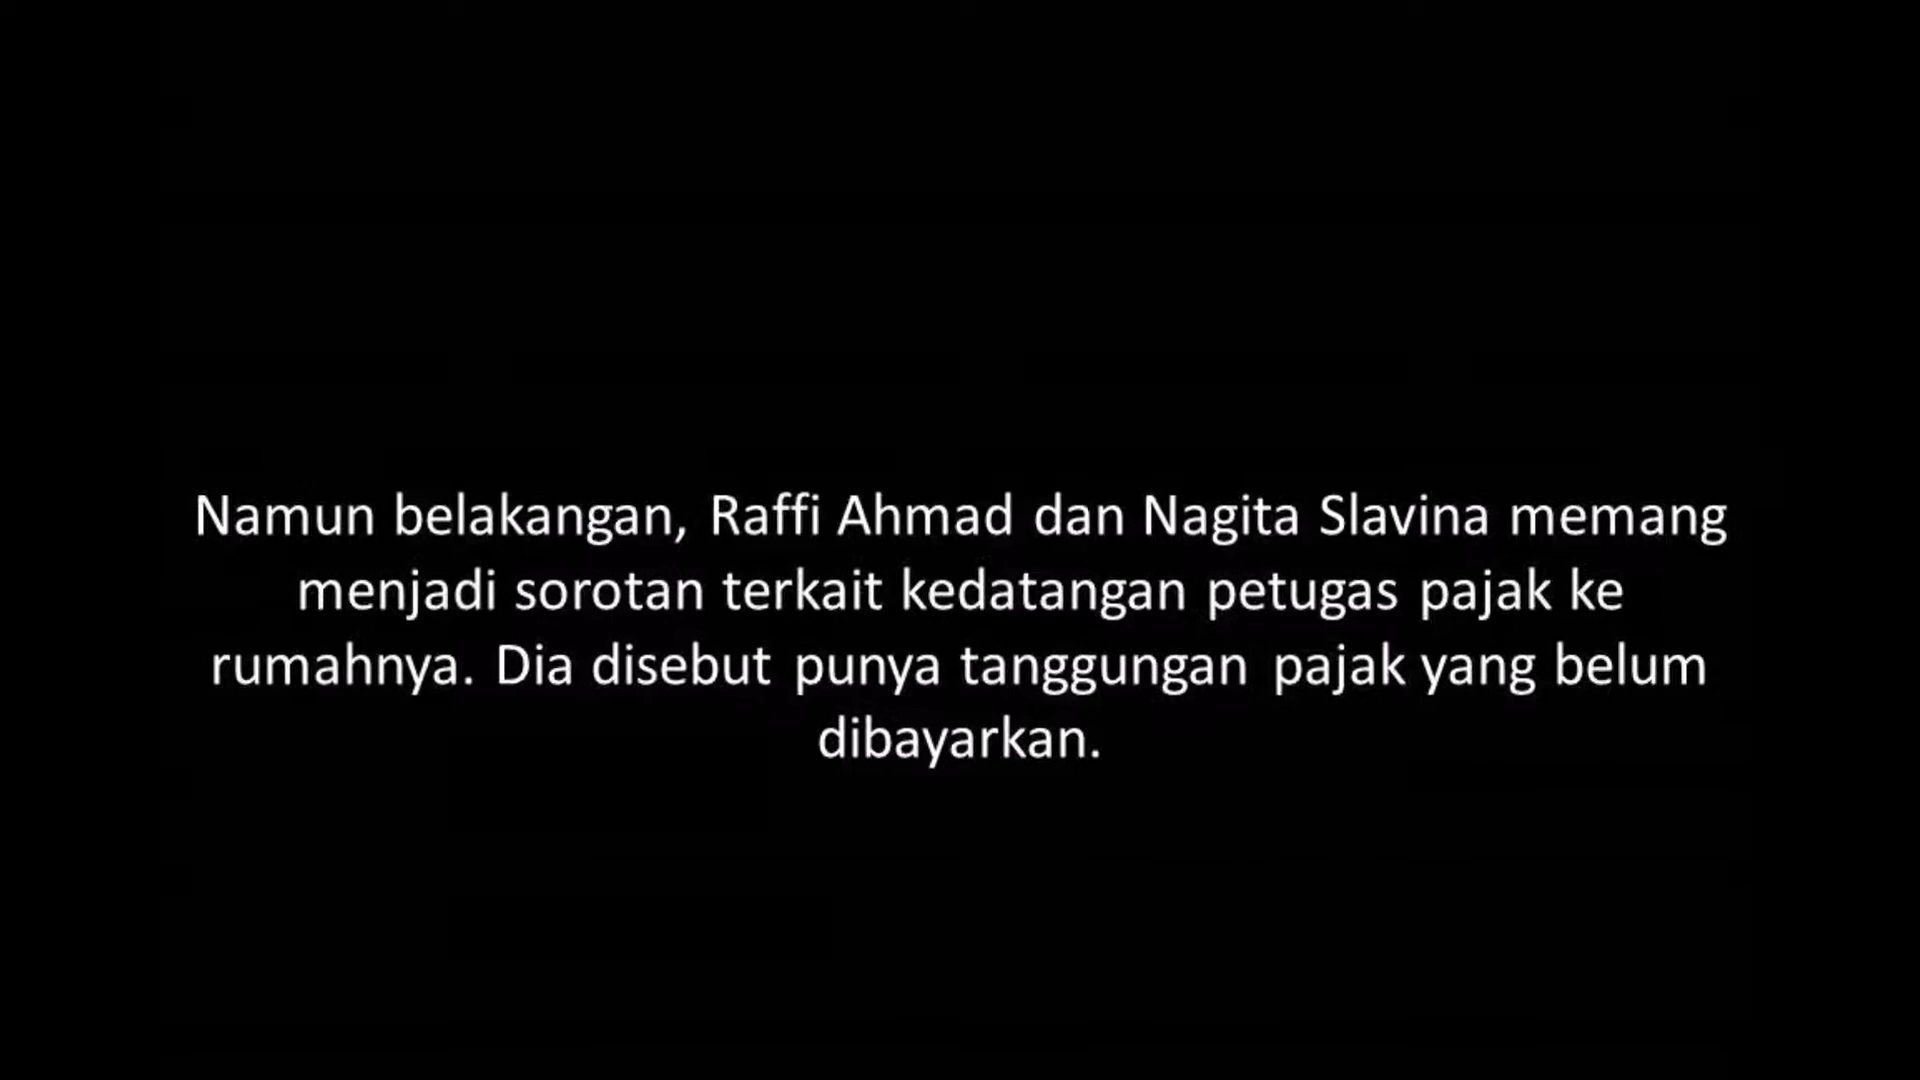 Namun belakangan, Raffi Ahmad dan Nagita Slavina memang
menjadi sorotan terkait kedatangan petugas pajak ke
rumahnya. Dia disebut punya tanggungan pajak yang belum
dibayarkan.